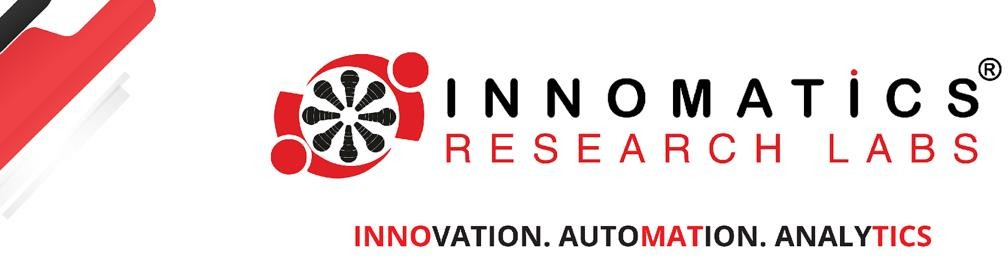 INNOMATiCS®
RESEARCH LABS
INNOVATION. AUTOMATION. ANALYTICS